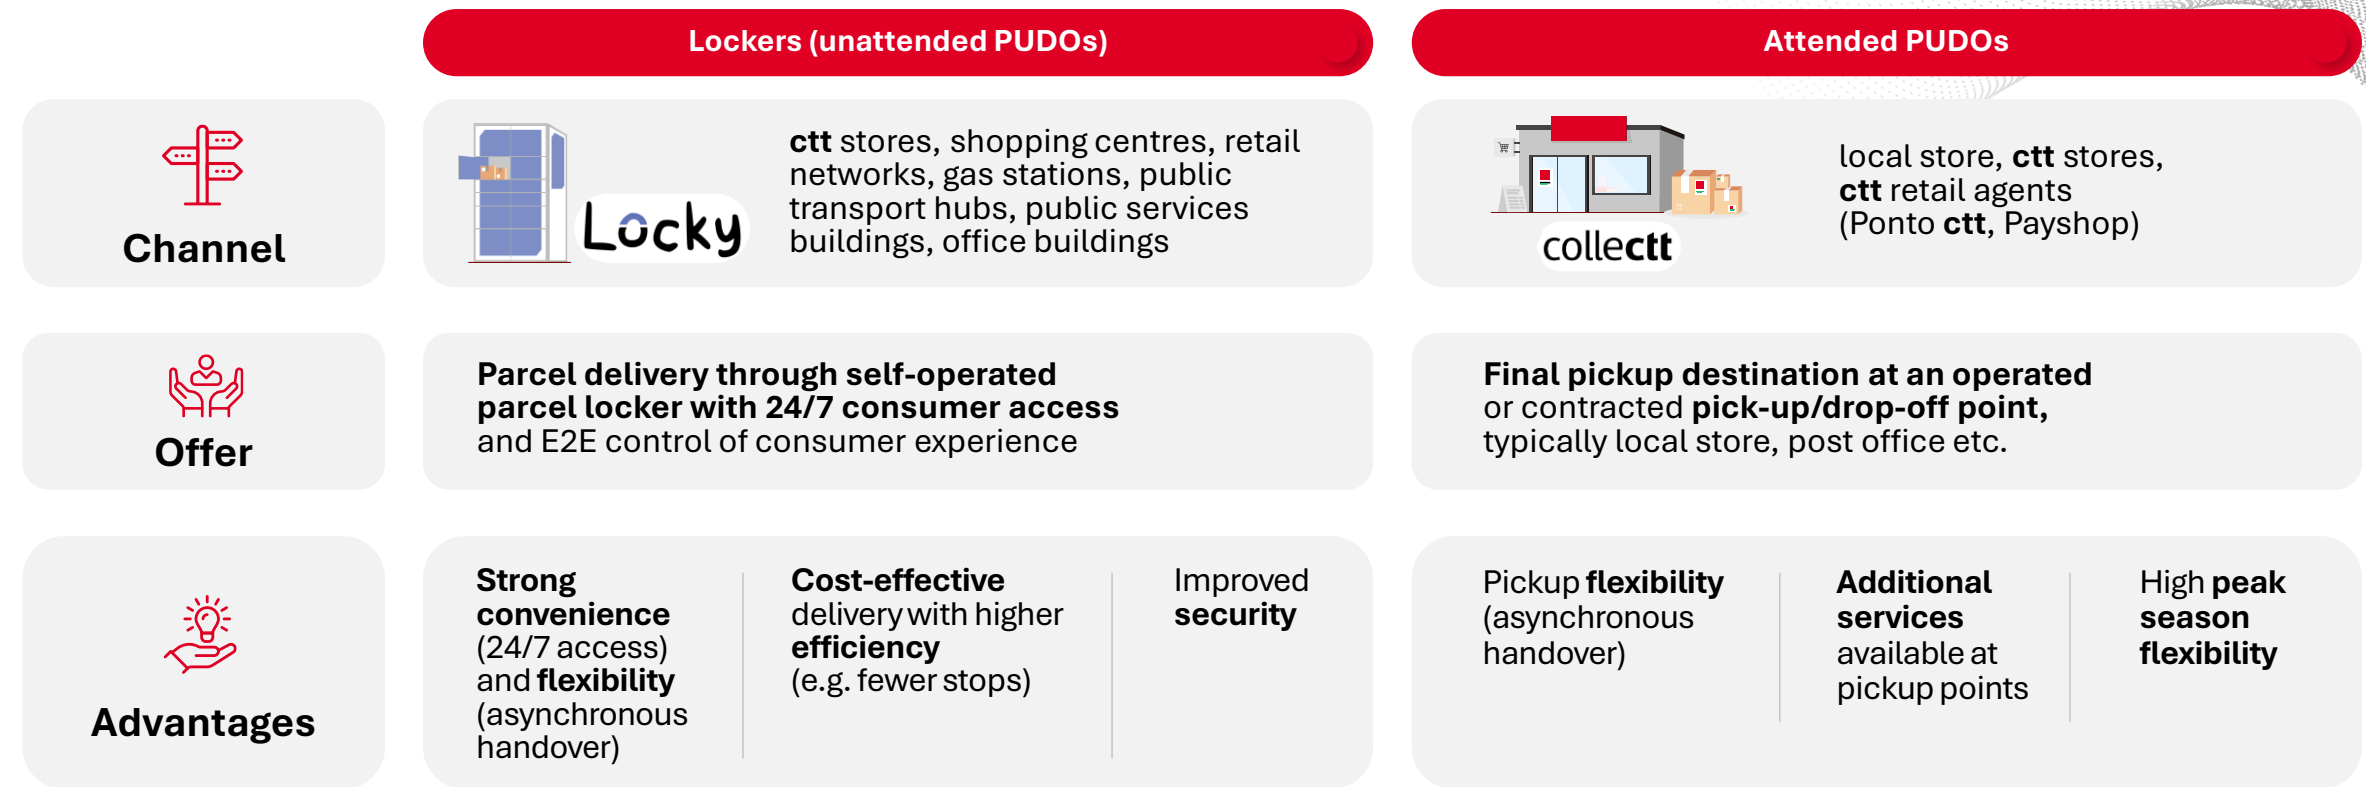 Lockers (unattended PUDOs)
Attended PUDOs
Channel
Locky
ctt stores, shopping centres, retail
networks, gas stations, public
transport hubs, public services
buildings, office buildings
collectt
local store, ctt stores,
ctt retail agents
(Ponto ctt, Payshop)
Offer
Parcel delivery through self-operated
parcel locker with 24/7 consumer access
and E2E control of consumer experience
Final pickup destination at an operated
or contracted pick-up/drop-off point,
typically local store, post office etc.
Advantages
Strong
convenience
(24/7 access)
and flexibility
(asynchronous
handover)
Cost-effective
delivery with higher
efficiency
(e.g. fewer stops)
Improved
security
Pickup flexibility
(asynchronous
handover)
Additional
services
available at
pickup points
High peak
season
flexibility